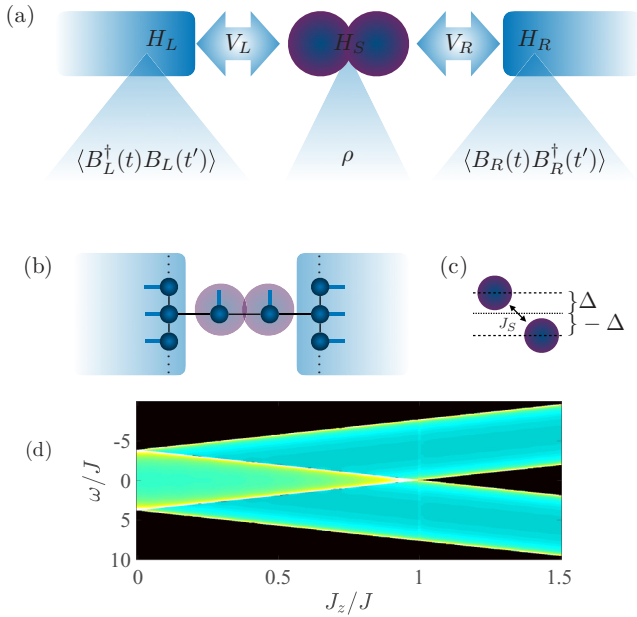 (a)
H_L V_L H_S V_R H_R
⟨B_L^†(t)B_L(t′)⟩ ρ ⟨B_R(t)B_R^†(t′)⟩
(b)
(c)
Δ
J_S
−Δ
(d)
ω/J
-5
0
5
10
0 0.5 1 1.5
J_z/J